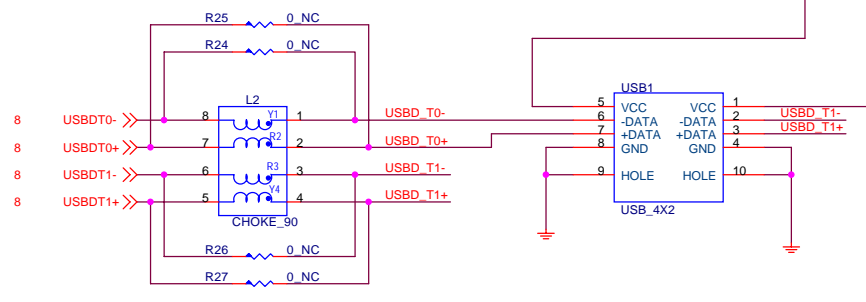 R25 0_NC
R24 0_NC
L2
USB1
8 USBDT0- 8 Y1 1 USBD_T0-
5 VCC VCC 1
6 -DATA -DATA 2 USBD_T1-
8 USBDT0+ 7 R2 2 USBD_T0+
7 +DATA +DATA 3 USBD_T1+
8 GND GND 4
8 USBDT1- 6 R3 3 USBD_T1-
9 HOLE HOLE 10
8 USBDT1+ 5 Y4 4 USBD_T1+
CHOKE_90
USB_4X2
R26 0_NC
R27 0_NC